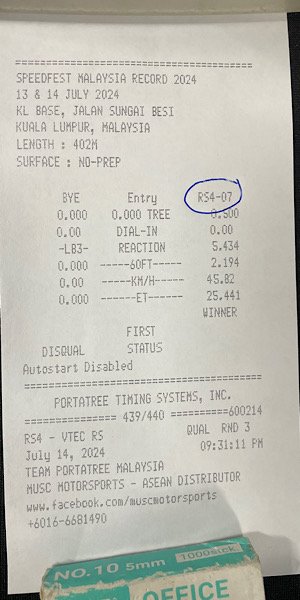 ==================================
SPEEDFEST MALAYSIA RECORD 2024
13 & 14 JULY 2024
KL BASE, JALAN SUNGAI BESI
KUALA LUMPUR, MALAYSIA
LENGTH : 402M
SURFACE : NO-PREP
BYE Entry RS4-07
0.000 0.000 TREE 0.500
0.00 DIAL-IN 0.00
-LB3- REACTION 5.434
0.000 -----60FT----- 2.194
0.00 -----KM/H----- 45.82
0.000 ------ET------ 25.441
WINNER
FIRST
DISQUAL STATUS
Autostart Disabled
==================================
PORTATREE TIMING SYSTEMS, INC.
============ 439/440 ==========600214
RS4 - VTEC RS QUAL RND 3
July 14, 2024 09:31:11 PM
TEAM PORTATREE MALAYSIA
MUSC MOTORSPORTS - ASEAN DISTRIBUTOR
www.facebook.com/muscmotorsports
+6016-6681490
NO.10 5mm 1000stick
OFFICE